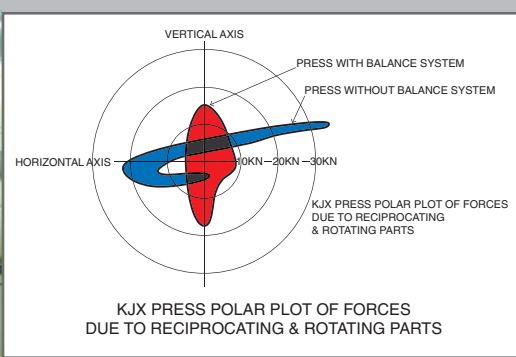 VERTICAL AXIS
PRESS WITH BALANCE SYSTEM
PRESS WITHOUT BALANCE SYSTEM
HORIZONTAL AXIS
10KN 20KN 30KN
KJX PRESS POLAR PLOT OF FORCES
DUE TO RECIPROCATING
& ROTATING PARTS
KJX PRESS POLAR PLOT OF FORCES
DUE TO RECIPROCATING & ROTATING PARTS